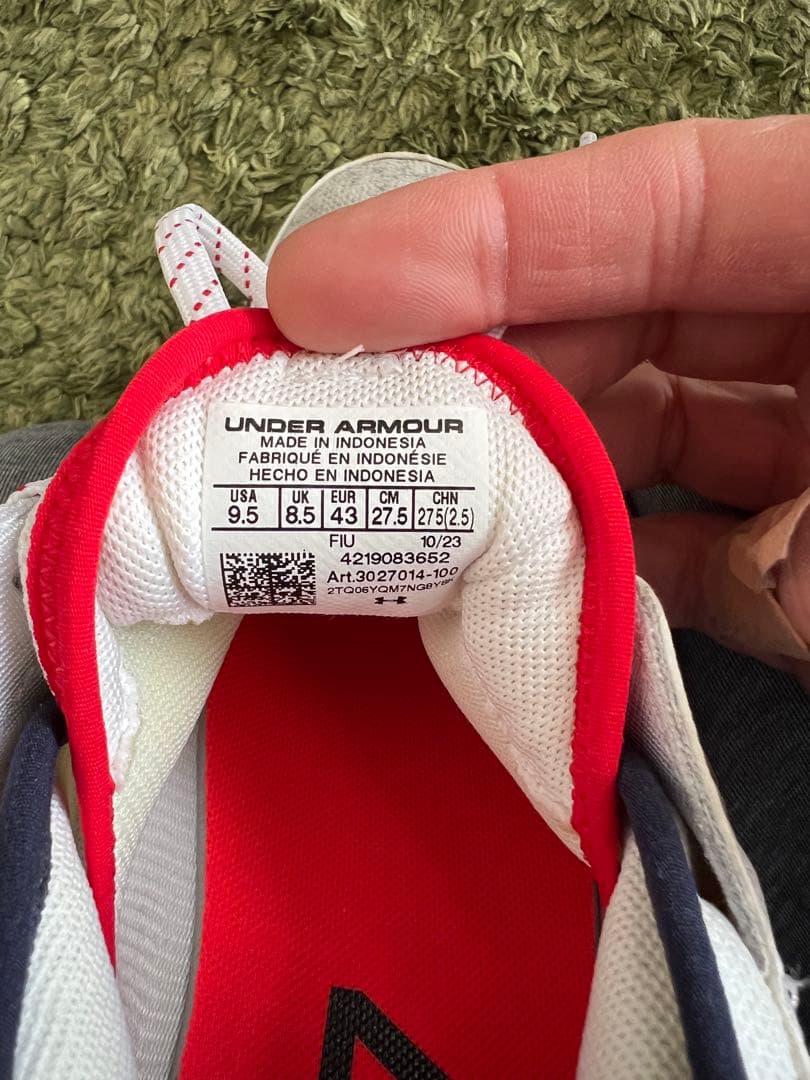 UNDER ARMOUR
MADE IN INDONESIA
FABRIQUÉ EN INDONÉSIE
HECHO EN INDONESIA
USA UK EUR CM CHN
9.5 8.5 43 27.5 275(2.5)
FIU 10/23
4219083652
Art.3027014-100